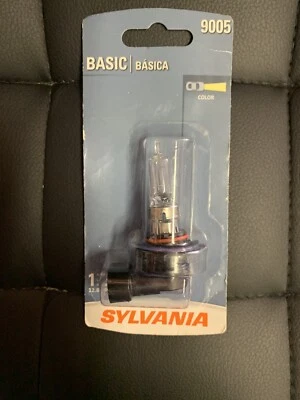 9005
BASIC | BÁSICA
COLOR
1
SYLVANIA